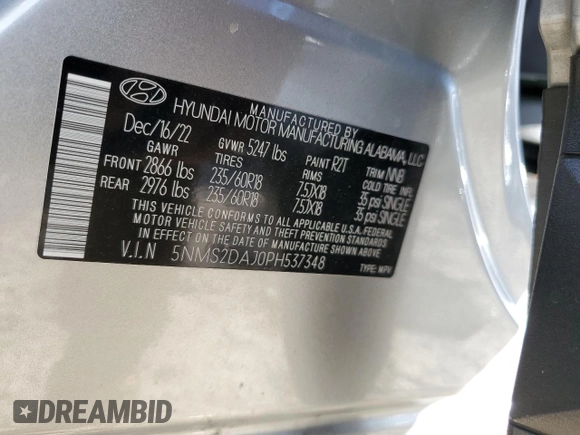 MANUFACTURED BY
HYUNDAI MOTOR MANUFACTURING ALABAMA, LLC
Dec/16/22 GVWR 5247 lbs PAINT R2T TRIM NNB
GAWR TIRES RIMS COLD TIRE INFL.
FRONT 2866 lbs 235/60R18 7.5JX18 35 psi SINGLE
REAR 2976 lbs 235/60R18 7.5JX18 35 psi SINGLE
THIS VEHICLE CONFORMS TO ALL APPLICABLE U.S.A. FEDERAL
MOTOR VEHICLE SAFETY AND THEFT PREVENTION STANDARDS
IN EFFECT ON THE DATE OF MANUFACTURE SHOWN ABOVE.
V.I.N 5NMS2DAJ0PH537348 TYPE: MPV
DREAMBID